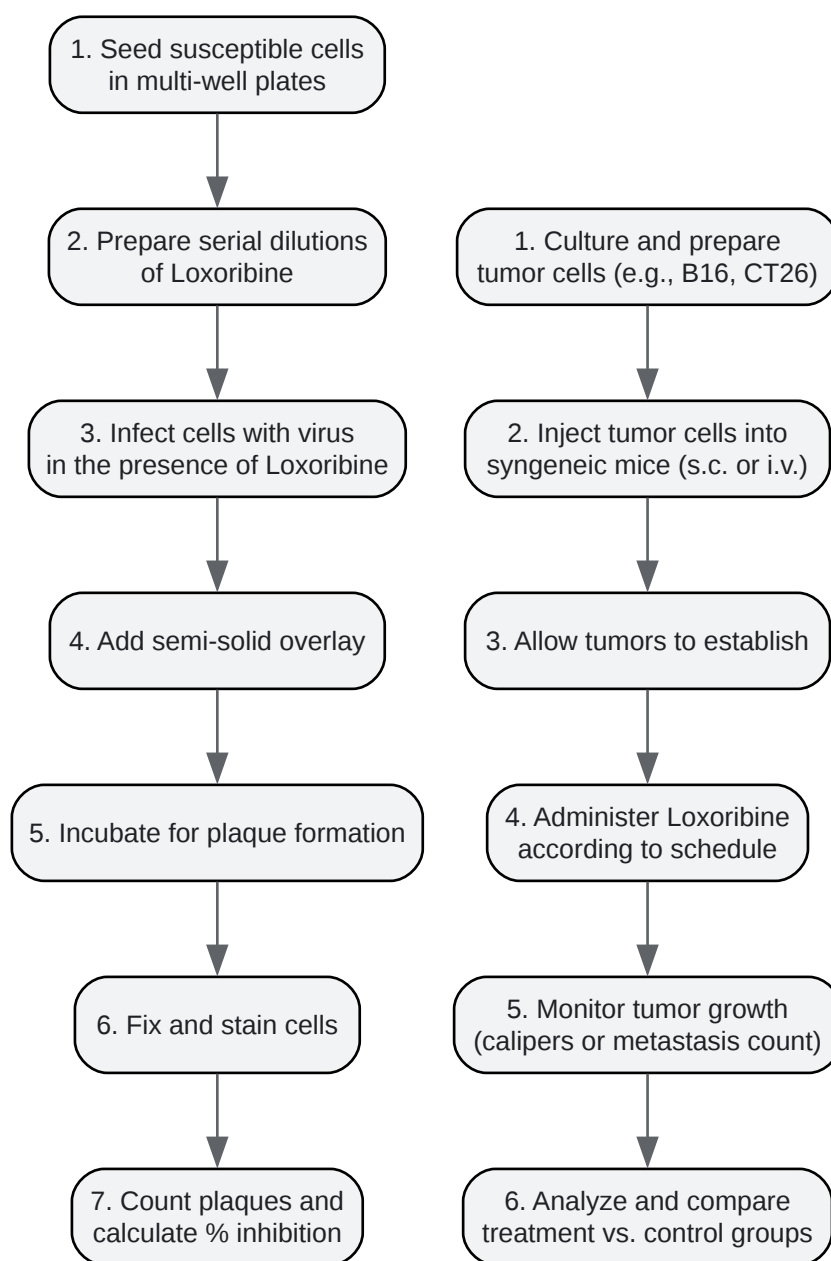 1. Seed susceptible cells
in multi-well plates
2. Prepare serial dilutions
of Loxoribine
3. Infect cells with virus
in the presence of Loxoribine
4. Add semi-solid overlay
5. Incubate for plaque formation
6. Fix and stain cells
7. Count plaques and
calculate % inhibition
1. Culture and prepare
tumor cells (e.g., B16, CT26)
2. Inject tumor cells into
syngeneic mice (s.c. or i.v.)
3. Allow tumors to establish
4. Administer Loxoribine
according to schedule
5. Monitor tumor growth
(calipers or metastasis count)
6. Analyze and compare
treatment vs. control groups